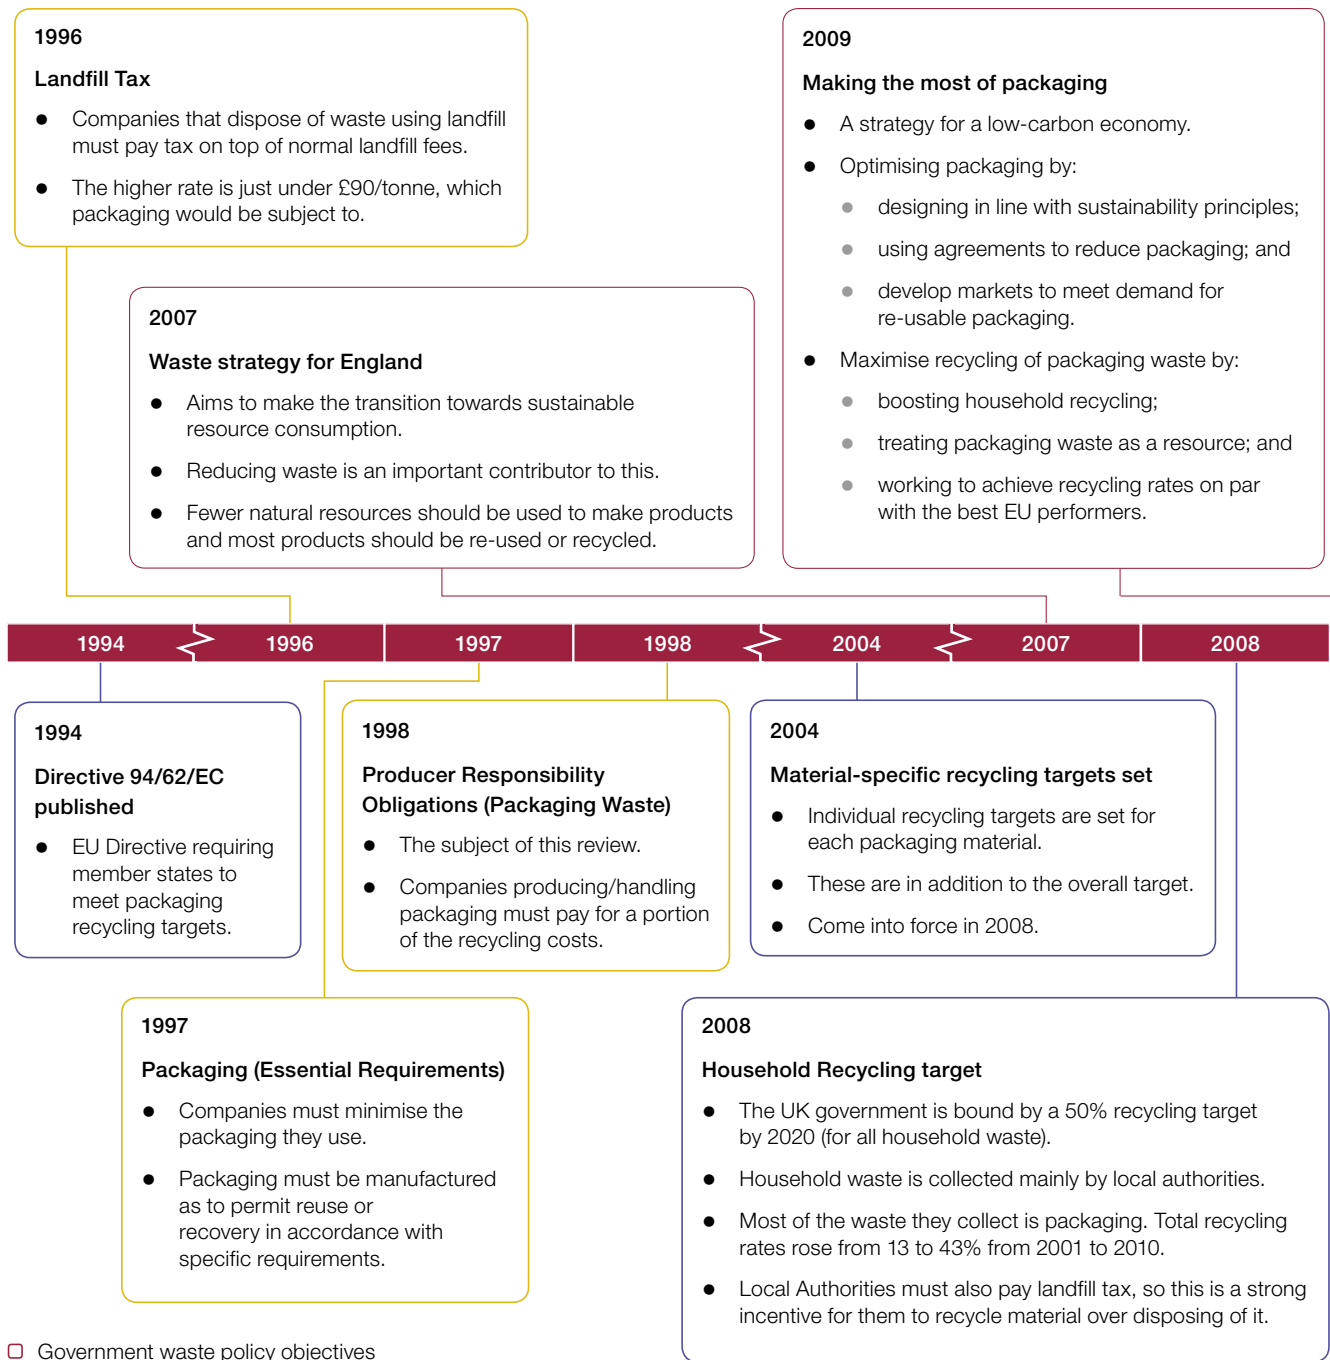 1996
Landfill Tax
● Companies that dispose of waste using landfill
must pay tax on top of normal landfill fees.
● The higher rate is just under £90/tonne, which
packaging would be subject to.
2009
Making the most of packaging
● A strategy for a low-carbon economy.
● Optimising packaging by:
● designing in line with sustainability principles;
● using agreements to reduce packaging; and
● develop markets to meet demand for
re-usable packaging.
● Maximise recycling of packaging waste by:
● boosting household recycling;
● treating packaging waste as a resource; and
● working to achieve recycling rates on par
with the best EU performers.
2007
Waste strategy for England
● Aims to make the transition towards sustainable
resource consumption.
● Reducing waste is an important contributor to this.
● Fewer natural resources should be used to make products
and most products should be re-used or recycled.
1994 1996 1997 1998 2004 2007 2008
1994
Directive 94/62/EC
published
● EU Directive requiring
member states to
meet packaging
recycling targets.
1998
Producer Responsibility
Obligations (Packaging Waste)
● The subject of this review.
● Companies producing/handling
packaging must pay for a portion
of the recycling costs.
2004
Material-specific recycling targets set
● Individual recycling targets are set for
each packaging material.
● These are in addition to the overall target.
● Come into force in 2008.
1997
Packaging (Essential Requirements)
● Companies must minimise the
packaging they use.
● Packaging must be manufactured
as to permit reuse or
recovery in accordance with
specific requirements.
2008
Household Recycling target
● The UK government is bound by a 50% recycling target
by 2020 (for all household waste).
● Household waste is collected mainly by local authorities.
● Most of the waste they collect is packaging. Total recycling
rates rose from 13 to 43% from 2001 to 2010.
● Local Authorities must also pay landfill tax, so this is a strong
incentive for them to recycle material over disposing of it.
Government waste policy objectives